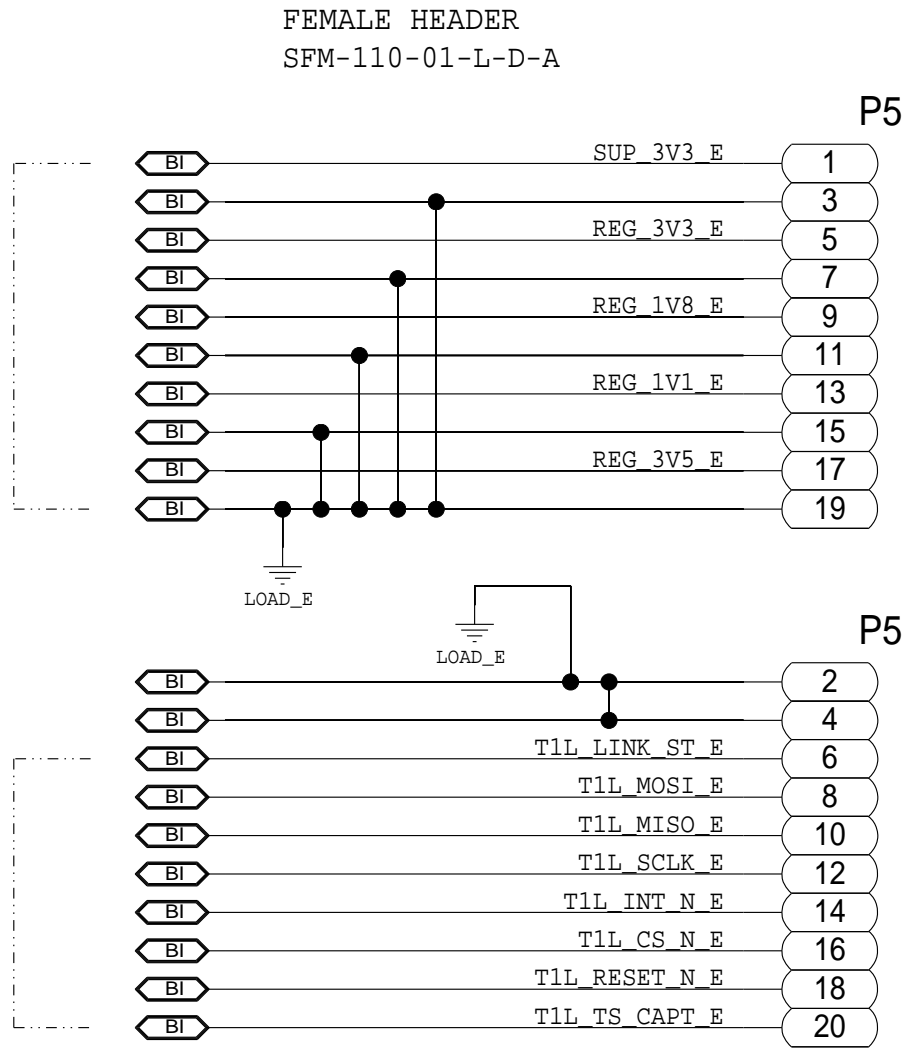 FEMALE HEADER
SFM-110-01-L-D-A
P5
BI SUP_3V3_E 1
BI 3
BI REG_3V3_E 5
BI 7
BI REG_1V8_E 9
BI 11
BI REG_1V1_E 13
BI 15
BI REG_3V5_E 17
BI 19
LOAD_E
P5
LOAD_E
BI 2
BI 4
BI T1L_LINK_ST_E 6
BI T1L_MOSI_E 8
BI T1L_MISO_E 10
BI T1L_SCLK_E 12
BI T1L_INT_N_E 14
BI T1L_CS_N_E 16
BI T1L_RESET_N_E 18
BI T1L_TS_CAPT_E 20